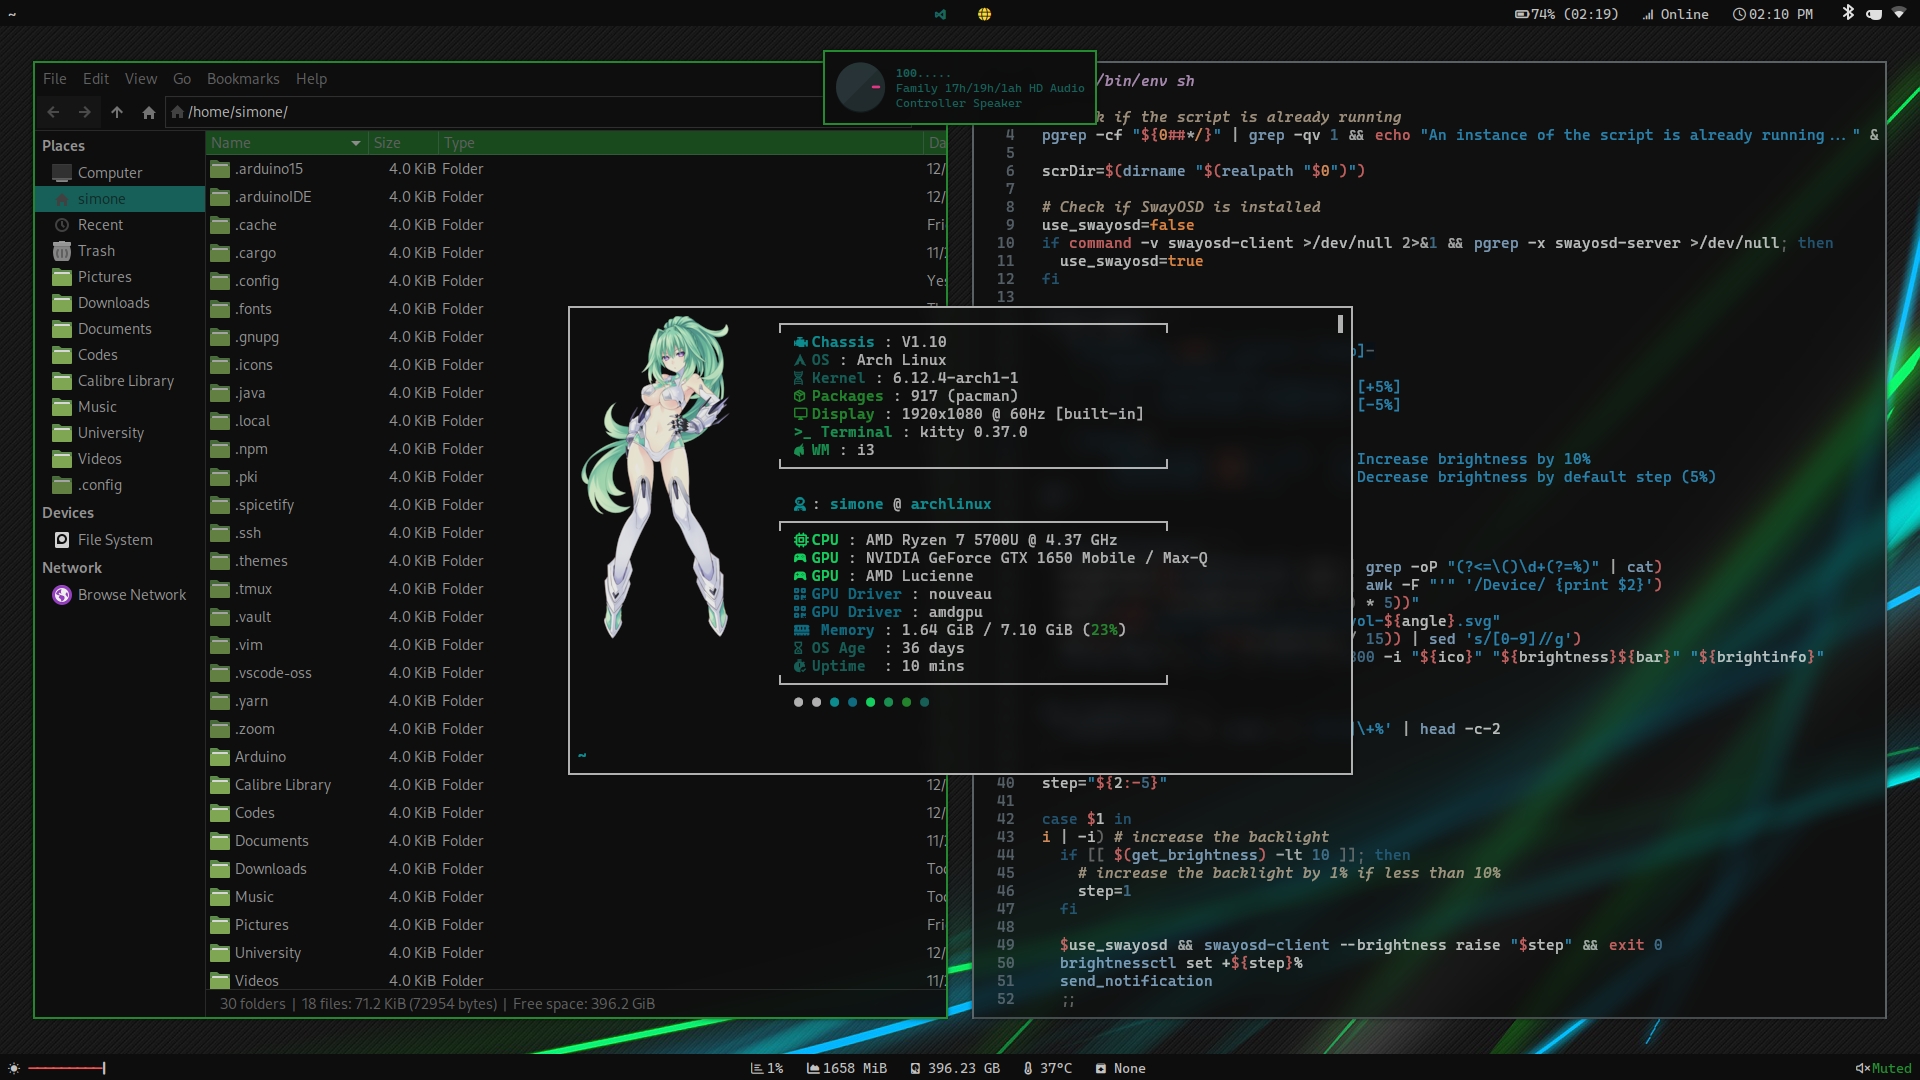 ~
74% (02:19)
Online
02:10 PM
File Edit View Go Bookmarks Help
/home/simone/
Places
Computer
simone
Recent
Trash
Pictures
Downloads
Documents
Codes
Calibre Library
Music
University
Videos
.config
Devices
File System
Network
Browse Network
Name Size Type Da
.arduino15 4.0 KiB Folder 12/
.arduinoIDE 4.0 KiB Folder 12/
.cache 4.0 KiB Folder Fri
.cargo 4.0 KiB Folder 11/
.config 4.0 KiB Folder Ye
.fonts 4.0 KiB Folder
.gnupg 4.0 KiB Folder
.icons 4.0 KiB Folder
.java 4.0 KiB Folder
.local 4.0 KiB Folder
.npm 4.0 KiB Folder
.pki 4.0 KiB Folder
.spicetify 4.0 KiB Folder
.ssh 4.0 KiB Folder
.themes 4.0 KiB Folder
.tmux 4.0 KiB Folder
.vault 4.0 KiB Folder
.vim 4.0 KiB Folder
.vscode-oss 4.0 KiB Folder
.yarn 4.0 KiB Folder
.zoom 4.0 KiB Folder
Arduino 4.0 KiB Folder
Calibre Library 4.0 KiB Folder 12/
Codes 4.0 KiB Folder 12/
Documents 4.0 KiB Folder 11/
Downloads 4.0 KiB Folder Too
Music 4.0 KiB Folder Too
Pictures 4.0 KiB Folder Fri
University 4.0 KiB Folder 12/
Videos 4.0 KiB Folder 11/
30 folders | 18 files: 71.2 KiB (72954 bytes) | Free space: 396.2 GiB
100.....
Family 17h/19h/1ah HD Audio
Controller Speaker
Chassis : V1.10
OS : Arch Linux
Kernel : 6.12.4-arch1-1
Packages : 917 (pacman)
Display : 1920x1080 @ 60Hz [built-in]
>_ Terminal : kitty 0.37.0
WM : i3
: simone @ archlinux
CPU : AMD Ryzen 7 5700U @ 4.37 GHz
GPU : NVIDIA GeForce GTX 1650 Mobile / Max-Q
GPU : AMD Lucienne
GPU Driver : nouveau
GPU Driver : amdgpu
Memory : 1.64 GiB / 7.10 GiB (23%)
OS Age : 36 days
Uptime : 10 mins
~
/bin/env sh
k if the script is already running
4 pgrep -cf "${0##*/}" | grep -qv 1 && echo "An instance of the script is already running..." &
5
6 scrDir=$(dirname "$(realpath "$0")")
7
8 # Check if SwayOSD is installed
9 use_swayosd=false
10 if command -v swayosd-client >/dev/null 2>&1 && pgrep -x swayosd-server >/dev/null; then
11 use_swayosd=true
12 fi
13
]-
[+5%]
[-5%]
Increase brightness by 10%
Decrease brightness by default step (5%)
grep -oP "(?<=\()\d+(?=%)" | cat)
awk -F "'" '/Device/ {print $2}')
* 5))"
vol-${angle}.svg"
/ 15)) | sed 's/[0-9]//g')
800 -i "${ico}" "${brightness}${bar}" "${brightinfo}"
\+%' | head -c-2
40 step="${2:-5}"
41
42 case $1 in
43 i | -i) # increase the backlight
44 if [[ $(get_brightness) -lt 10 ]]; then
45 # increase the backlight by 1% if less than 10%
46 step=1
47 fi
48
49 $use_swayosd && swayosd-client --brightness raise "$step" && exit 0
50 brightnessctl set +${step}%
51 send_notification
52 ;;
1%
1658 MiB
396.23 GB
37°C
None
Muted